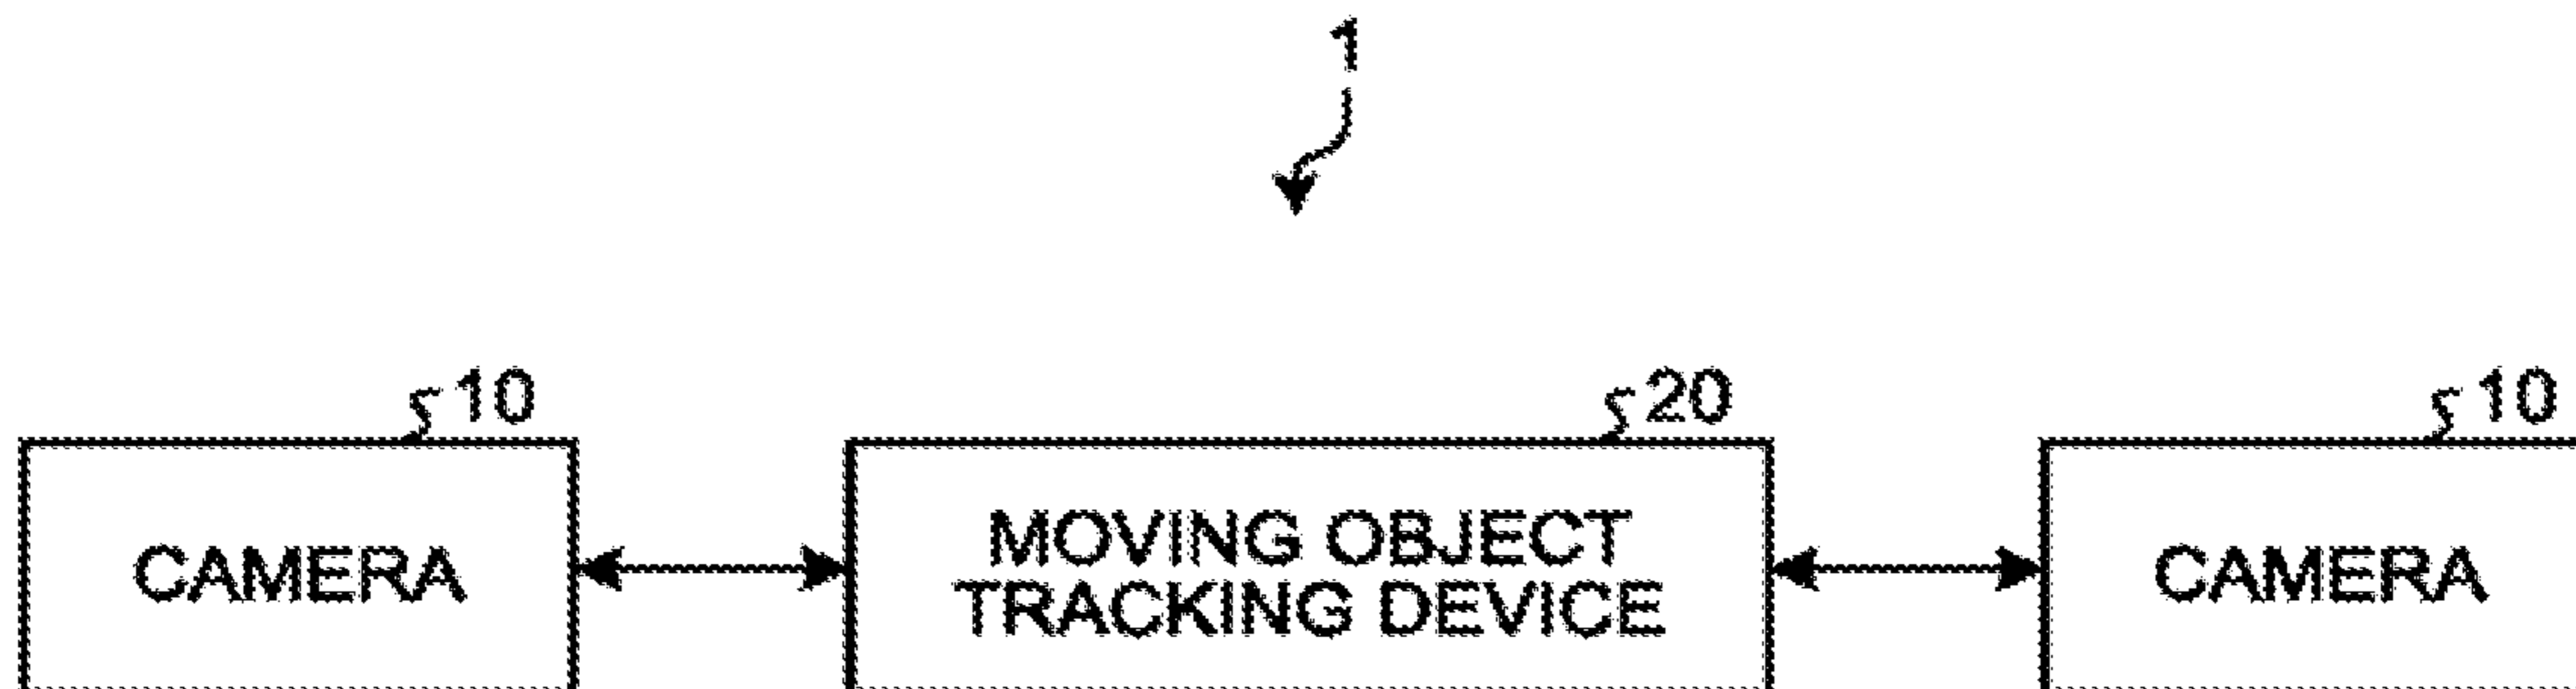 1
10
20
10
CAMERA
MOVING OBJECT
TRACKING DEVICE
CAMERA